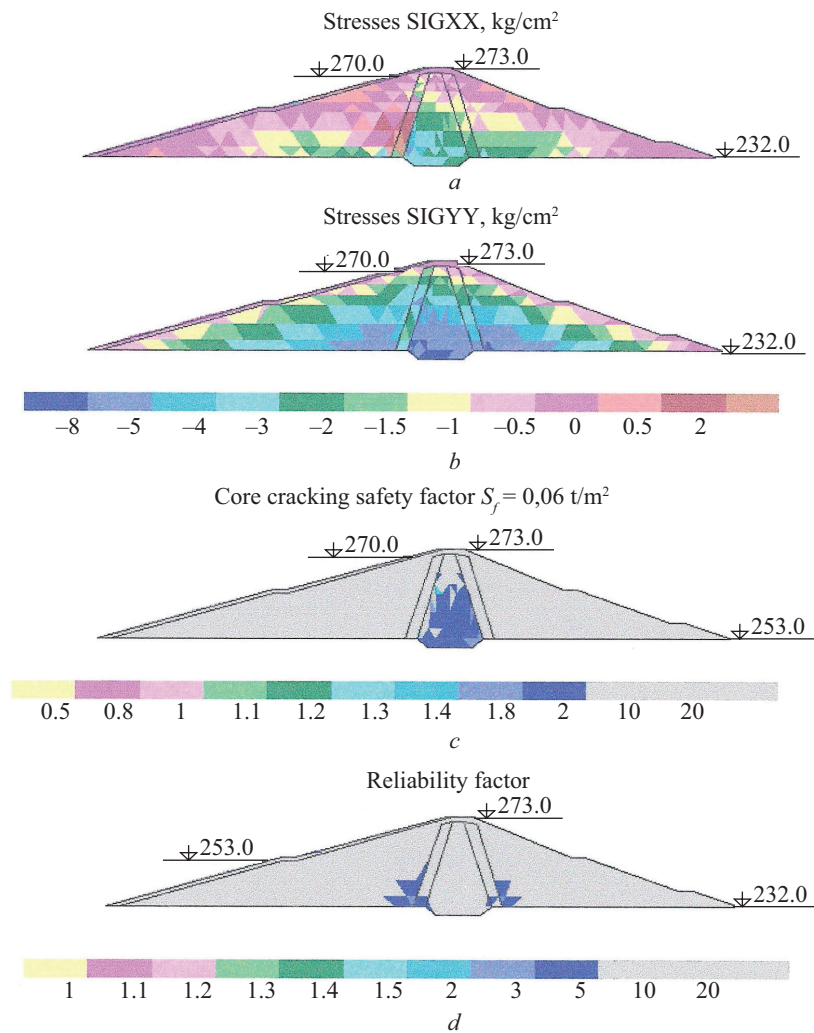 Stresses SIGXX, kg/cm²
270.0 273.0
232.0
a
Stresses SIGYY, kg/cm²
270.0 273.0
232.0
–8 –5 –4 –3 –2 –1.5 –1 –0.5 0 0.5 2
b
Core cracking safety factor S_f = 0,06 t/m²
270.0 273.0
253.0
0.5 0.8 1 1.1 1.2 1.3 1.4 1.8 2 10 20
c
Reliability factor
273.0
253.0
232.0
1 1.1 1.2 1.3 1.4 1.5 2 3 5 10 20
d